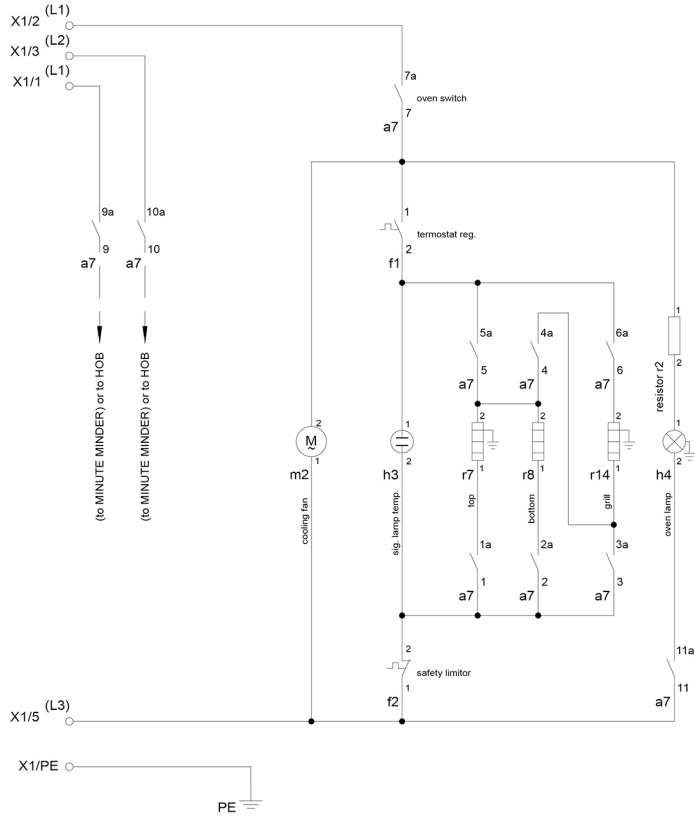 X1/2 (L1)
X1/3 (L2)
X1/1 (L1)
7a
oven switch
7
a7
9a
10a
9
10
a7
a7
1
termostat reg.
2
f1
5a
4a
6a
5
4
6
a7
a7
a7
1
2
resistor r2
(to MINUTE MINDER) or to HOB
(to MINUTE MINDER) or to HOB
2
M
~
1
m2
cooling fan
1
2
h3
sig. lamp temp.
2
1
r7
top
2
1
r8
bottom
2
1
r14
grill
1
2
h4
oven lamp
1a
2a
3a
1
2
3
a7
a7
a7
2
safety limitor
1
f2
11a
11
a7
X1/5 (L3)
X1/PE
PE